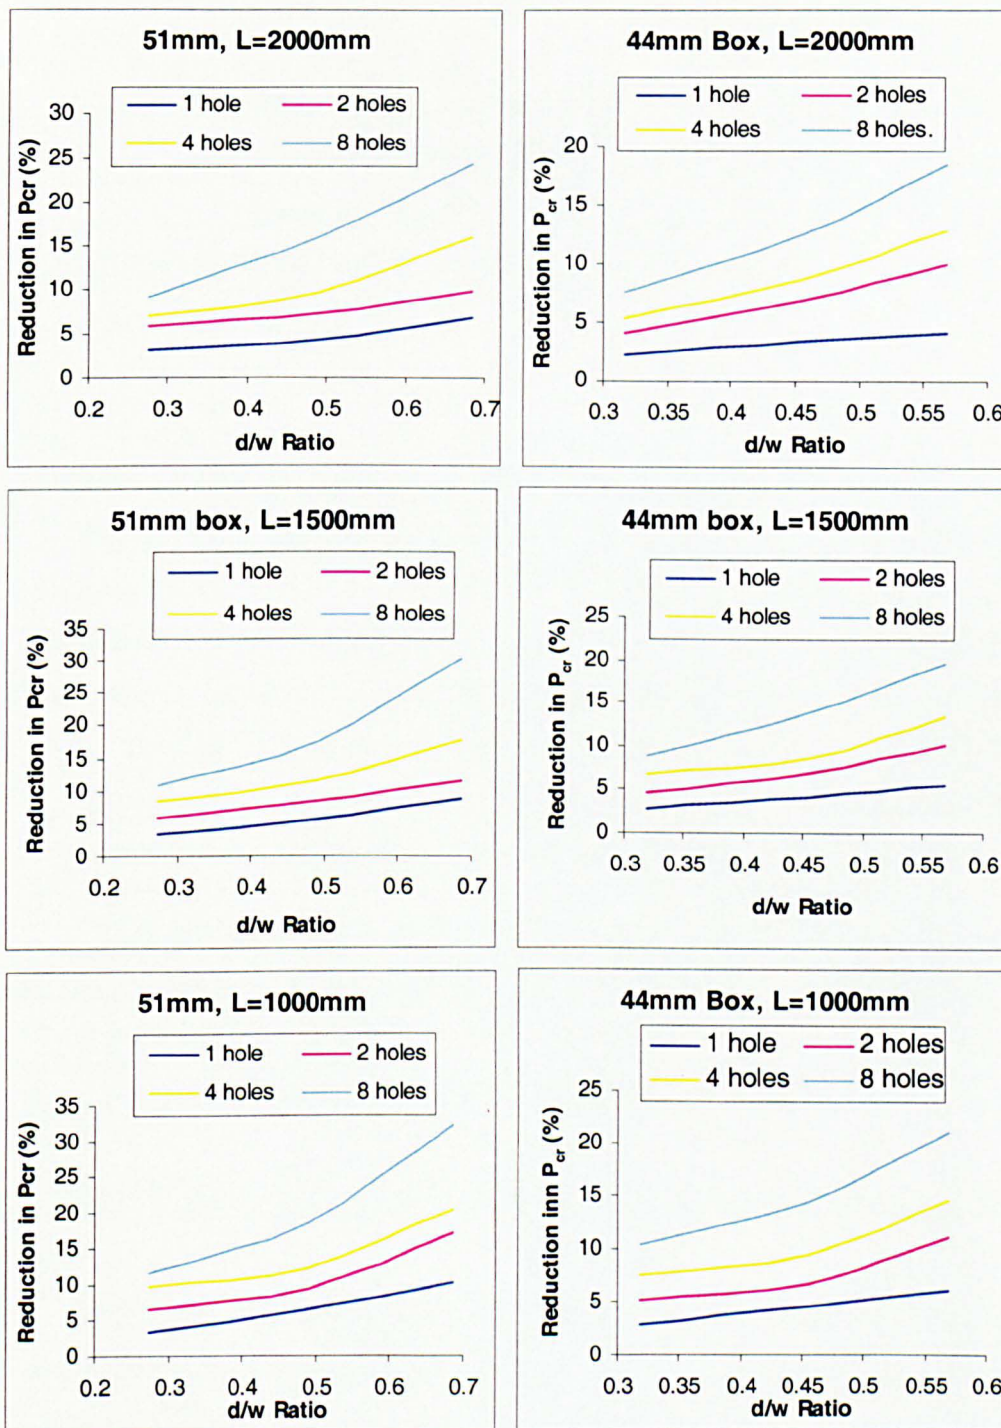 51mm, L=2000mm
1 hole 2 holes
4 holes 8 holes
Reduction in Pcr (%)
30
25
20
15
10
5
0
0.2 0.3 0.4 0.5 0.6 0.7
d/w Ratio
44mm Box, L=2000mm
1 hole 2 holes
4 holes 8 holes.
Reduction in Pcr (%)
20
15
10
5
0
0.3 0.35 0.4 0.45 0.5 0.55 0.6
d/w Ratio
51mm box, L=1500mm
1 hole 2 holes
4 holes 8 holes
Reduction in Pcr (%)
35
30
25
20
15
10
5
0
0.2 0.3 0.4 0.5 0.6 0.7
d/w Ratio
44mm box, L=1500mm
1 hole 2 holes
4 holes 8 holes
Reduction in Pcr (%)
25
20
15
10
5
0
0.3 0.35 0.4 0.45 0.5 0.55 0.6
d/w Ratio
51mm, L=1000mm
1 hole 2 holes
4 holes 8 holes
Reduction in Pcr (%)
35
30
25
20
15
10
5
0
0.2 0.3 0.4 0.5 0.6 0.7
d/w Ratio
44mm Box, L=1000mm
1 hole 2 holes
4 holes 8 holes
Reduction inn Pcr (%)
25
20
15
10
5
0
0.3 0.35 0.4 0.45 0.5 0.55 0.6
d/w Ratio